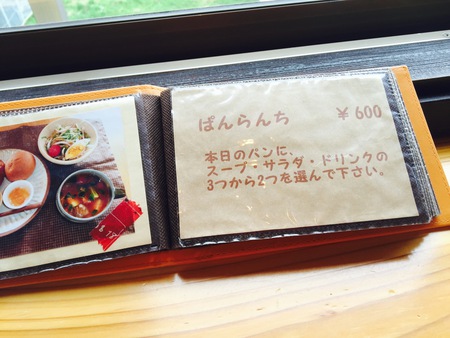 ぱんらんち ¥600
本日のパンに、
スープ・サラダ・ドリンクの
3つから2つを選んで下さい。